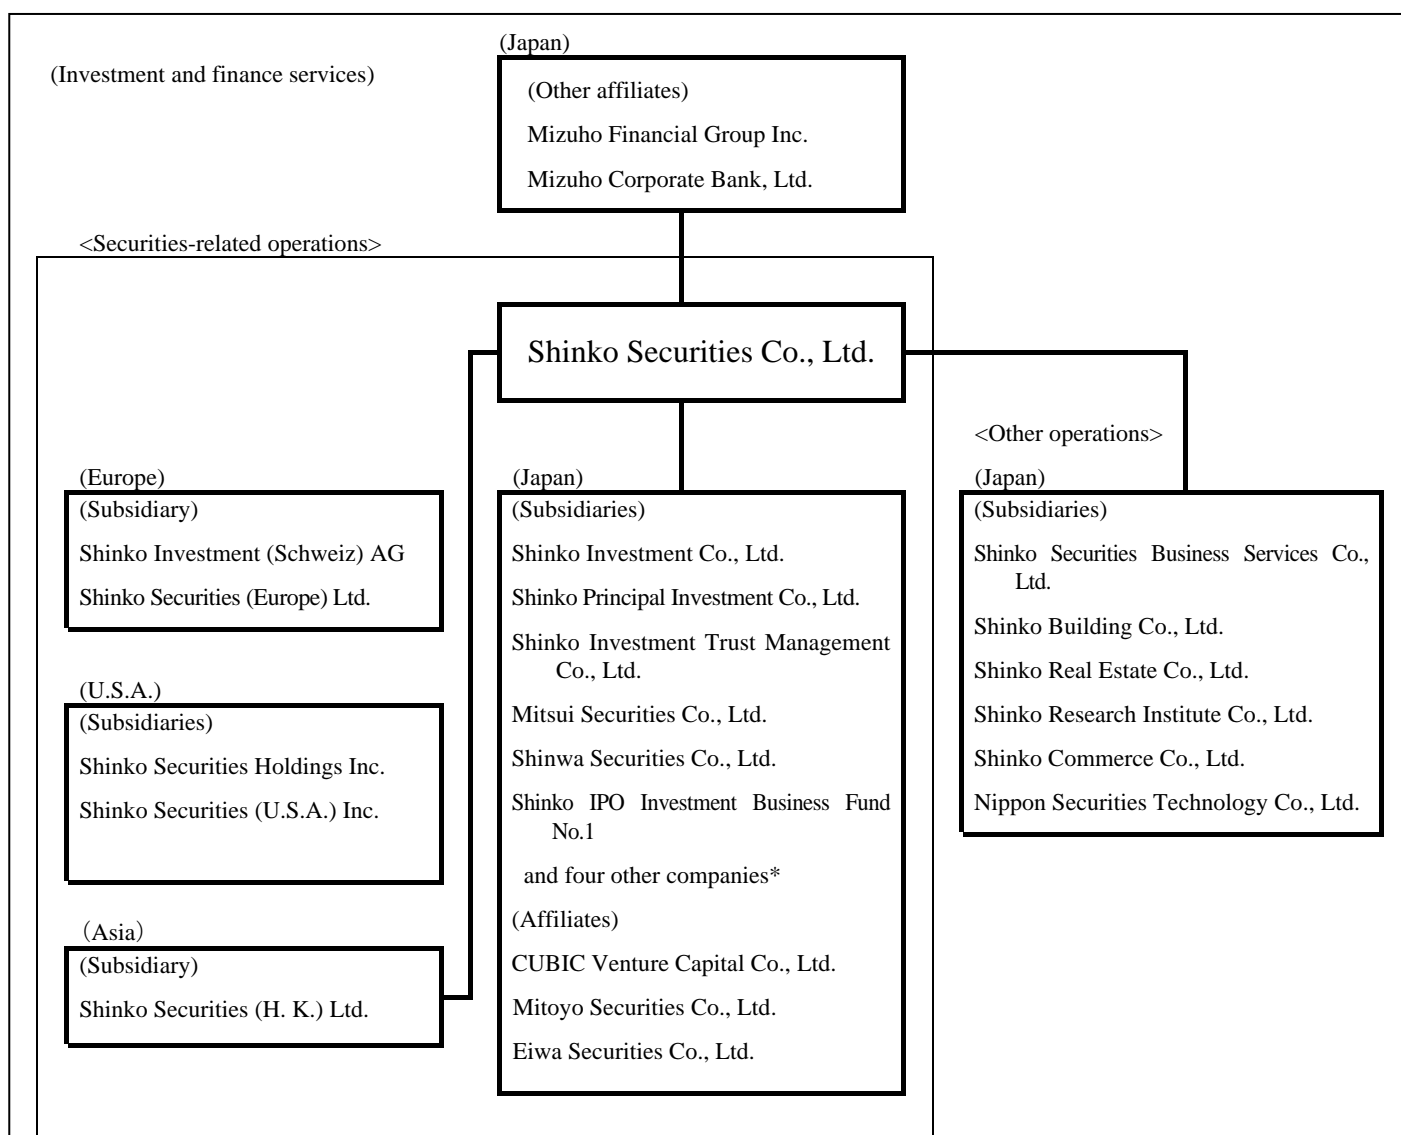 (Japan)
(Investment and finance services)
(Other affiliates)
Mizuho Financial Group Inc.
Mizuho Corporate Bank, Ltd.
<Securities-related operations>
Shinko Securities Co., Ltd.
(Europe)
(Subsidiary)
Shinko Investment (Schweiz) AG
Shinko Securities (Europe) Ltd.
(U.S.A.)
(Subsidiaries)
Shinko Securities Holdings Inc.
Shinko Securities (U.S.A.) Inc.
（Asia）
(Subsidiary)
Shinko Securities (H. K.) Ltd.
(Japan)
(Subsidiaries)
Shinko Investment Co., Ltd.
Shinko Principal Investment Co., Ltd.
Shinko Investment Trust Management
Co., Ltd.
Mitsui Securities Co., Ltd.
Shinwa Securities Co., Ltd.
Shinko IPO Investment Business Fund
No.1
and four other companies*
(Affiliates)
CUBIC Venture Capital Co., Ltd.
Mitoyo Securities Co., Ltd.
Eiwa Securities Co., Ltd.
<Other operations>
(Japan)
(Subsidiaries)
Shinko Securities Business Services Co.,
Ltd.
Shinko Building Co., Ltd.
Shinko Real Estate Co., Ltd.
Shinko Research Institute Co., Ltd.
Shinko Commerce Co., Ltd.
Nippon Securities Technology Co., Ltd.